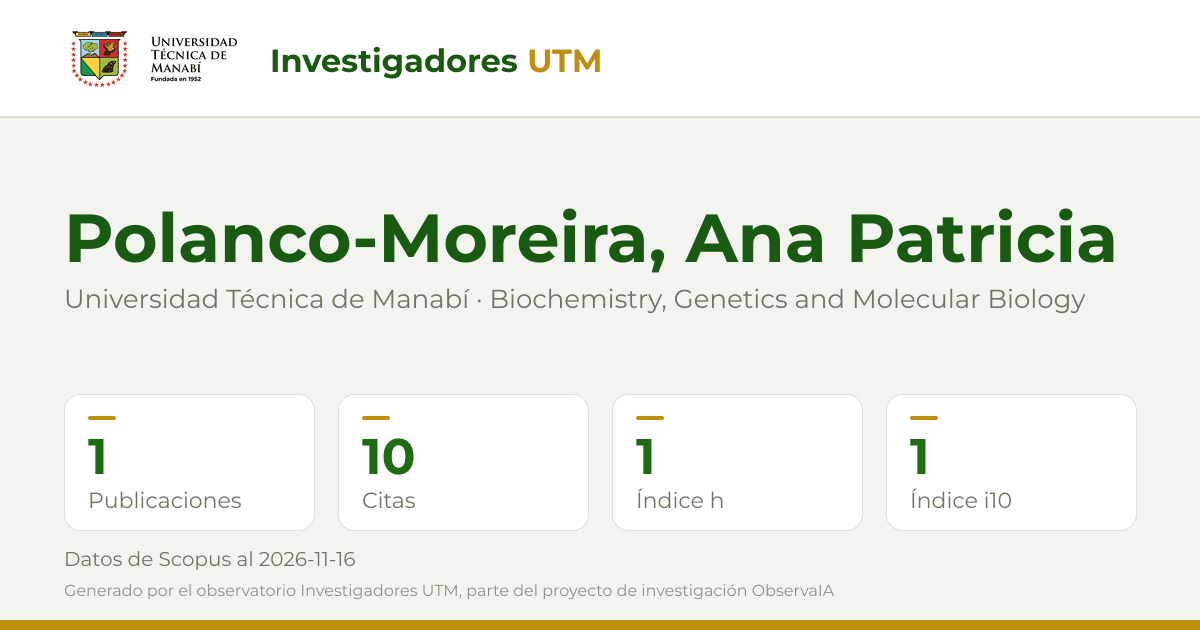 UNIVERSIDAD
TÉCNICA DE
MANABÍ
Fundada en 1952
Investigadores UTM
Polanco-Moreira, Ana Patricia
Universidad Técnica de Manabí · Biochemistry, Genetics and Molecular Biology
1
Publicaciones
10
Citas
1
Índice h
1
Índice i10
Datos de Scopus al 2026-11-16
Generado por el observatorio Investigadores UTM, parte del proyecto de investigación ObservaIA